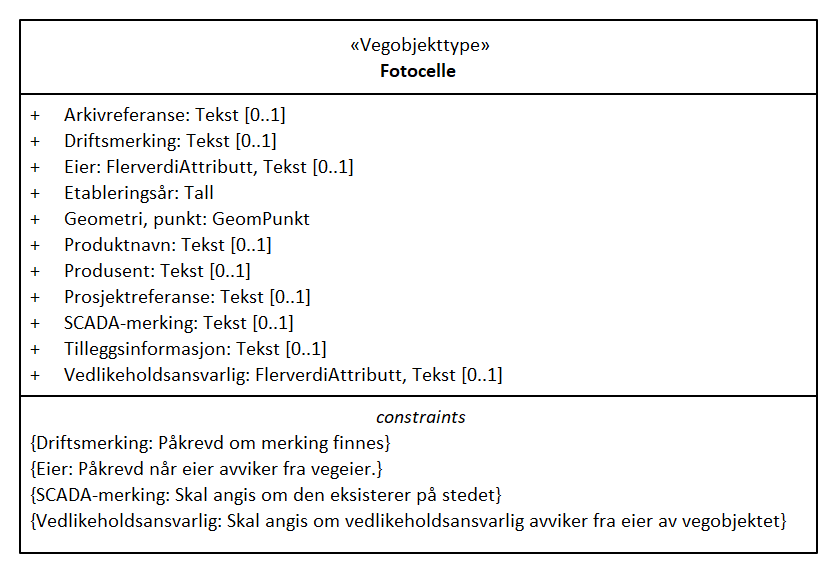 «Vegobjekttype»
Fotocelle
+ Arkivreferanse: Tekst [0..1]
+ Driftsmerking: Tekst [0..1]
+ Eier: FlerverdiAttributt, Tekst [0..1]
+ Etableringsår: Tall
+ Geometri, punkt: GeomPunkt
+ Produktnavn: Tekst [0..1]
+ Produsent: Tekst [0..1]
+ Prosjektreferanse: Tekst [0..1]
+ SCADA-merking: Tekst [0..1]
+ Tilleggsinformasjon: Tekst [0..1]
+ Vedlikeholdsansvarlig: FlerverdiAttributt, Tekst [0..1]
constraints
{Driftsmerking: Påkrevd om merking finnes}
{Eier: Påkrevd når eier avviker fra vegeier.}
{SCADA-merking: Skal angis om den eksisterer på stedet}
{Vedlikeholdsansvarlig: Skal angis om vedlikeholdsansvarlig avviker fra eier av vegobjektet}